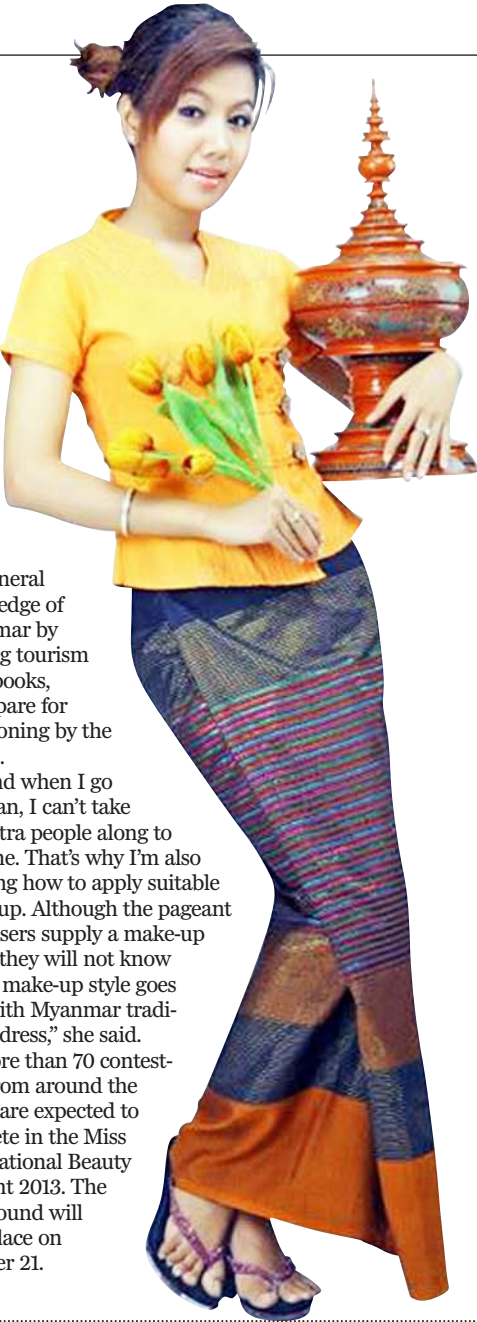 neral
edge of
mar by
g tourism
books,
pare for
oning by the
.
nd when I go
an, I can’t take
tra people along to
ne. That’s why I’m also
ng how to apply suitable
up. Although the pageant
sers supply a make-up
they will not know
make-up style goes
ith Myanmar tradi-
dress,” she said.
ore than 70 contest-
rom around the
are expected to
ete in the Miss
ational Beauty
nt 2013. The
ound will
lace on
er 21.